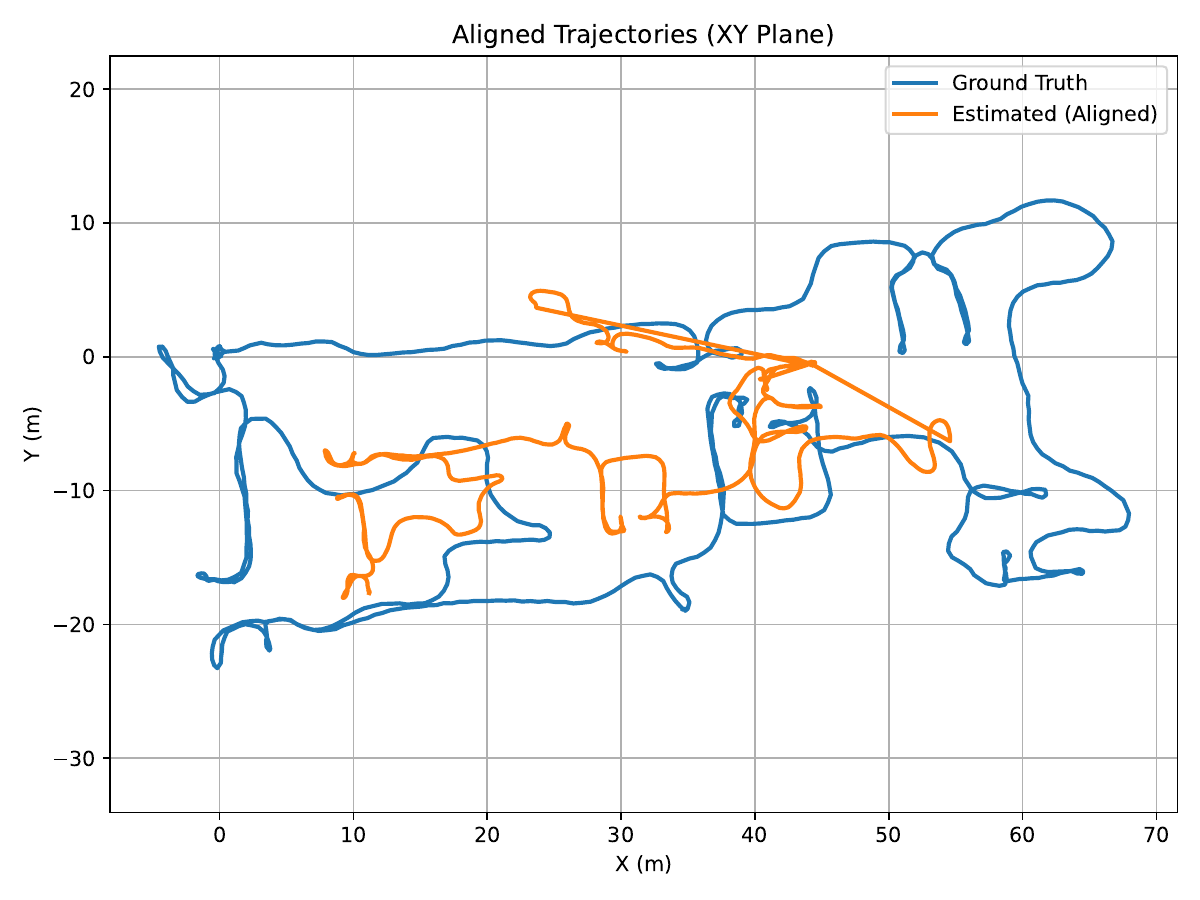 Aligned Trajectories (XY Plane)
Ground Truth
Estimated (Aligned)
20
10
0
−10
−20
−30
Y (m)
0 10 20 30 40 50 60 70
X (m)